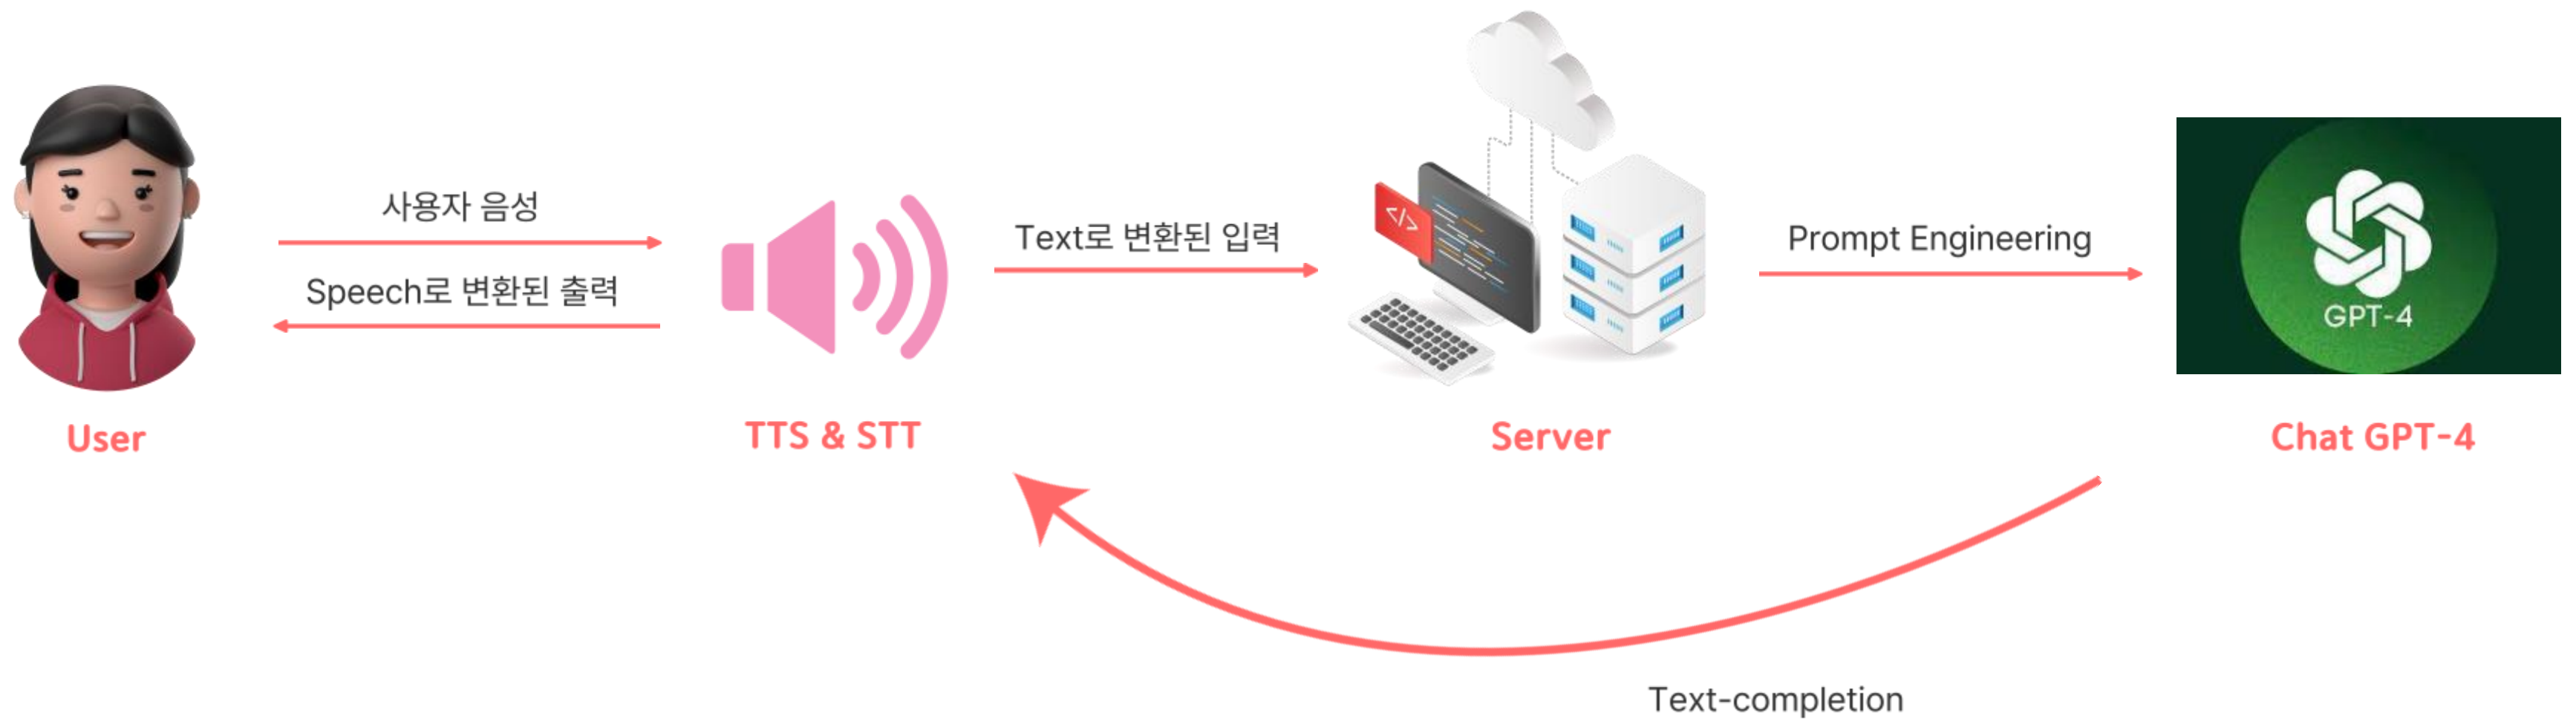 사용자 음성
Speech로 변환된 출력
Text로 변환된 입력
</>
Prompt Engineering
GPT-4
User
TTS & STT
Server
Chat GPT-4
Text-completion